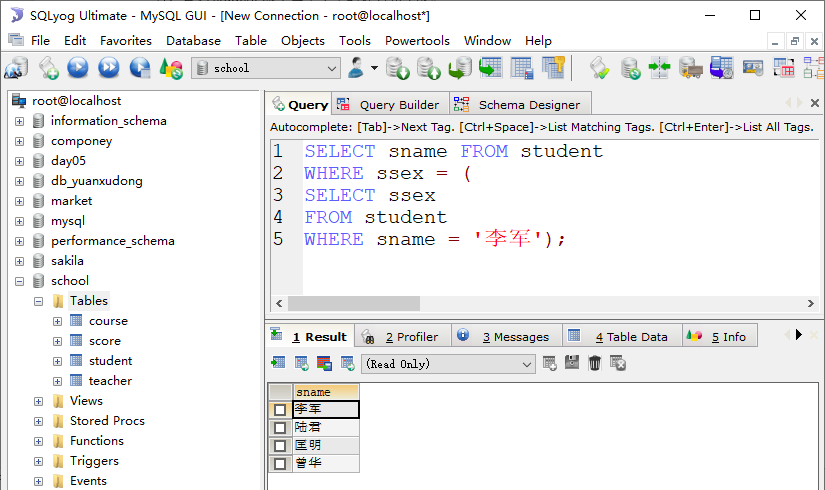 SQLyog Ultimate - MySQL GUI - [New Connection - root@localhost*]
File Edit Favorites Database Table Objects Tools Powertools Window Help
school
root@localhost
information_schema
componey
day05
db_yuanxudong
market
mysql
performance_schema
sakila
school
Tables
course
score
student
teacher
Views
Stored Procs
Functions
Triggers
Events
Query Query Builder Schema Designer
Autocomplete: [Tab]->Next Tag. [Ctrl+Space]->List Matching Tags. [Ctrl+Enter]->List All Tags.
1 SELECT sname FROM student
2 WHERE ssex = (
3 SELECT ssex
4 FROM student
5 WHERE sname = '李军');
1 Result 2 Profiler 3 Messages 4 Table Data 5 Info
(Read Only)
sname
李军
陆君
匡明
曾华